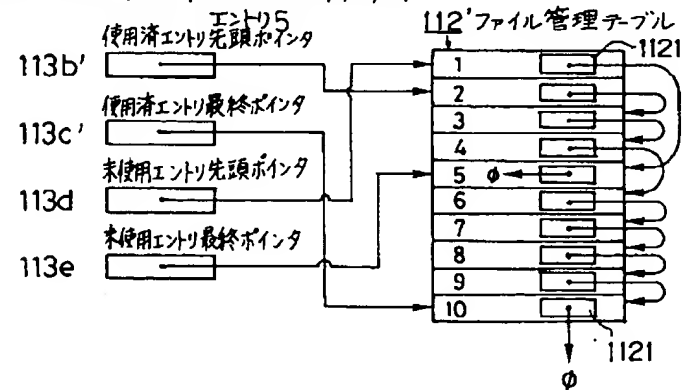 エントリ5
112'ファイル管理テーブル
使用済エントリ先頭ポインタ
113b'
使用済エントリ最終ポインタ
113c'
未使用エントリ先頭ポインタ
113d
未使用エントリ最終ポインタ
113e
1121
1
2
3
4
5 φ
6
7
8
9
10
1121
φ